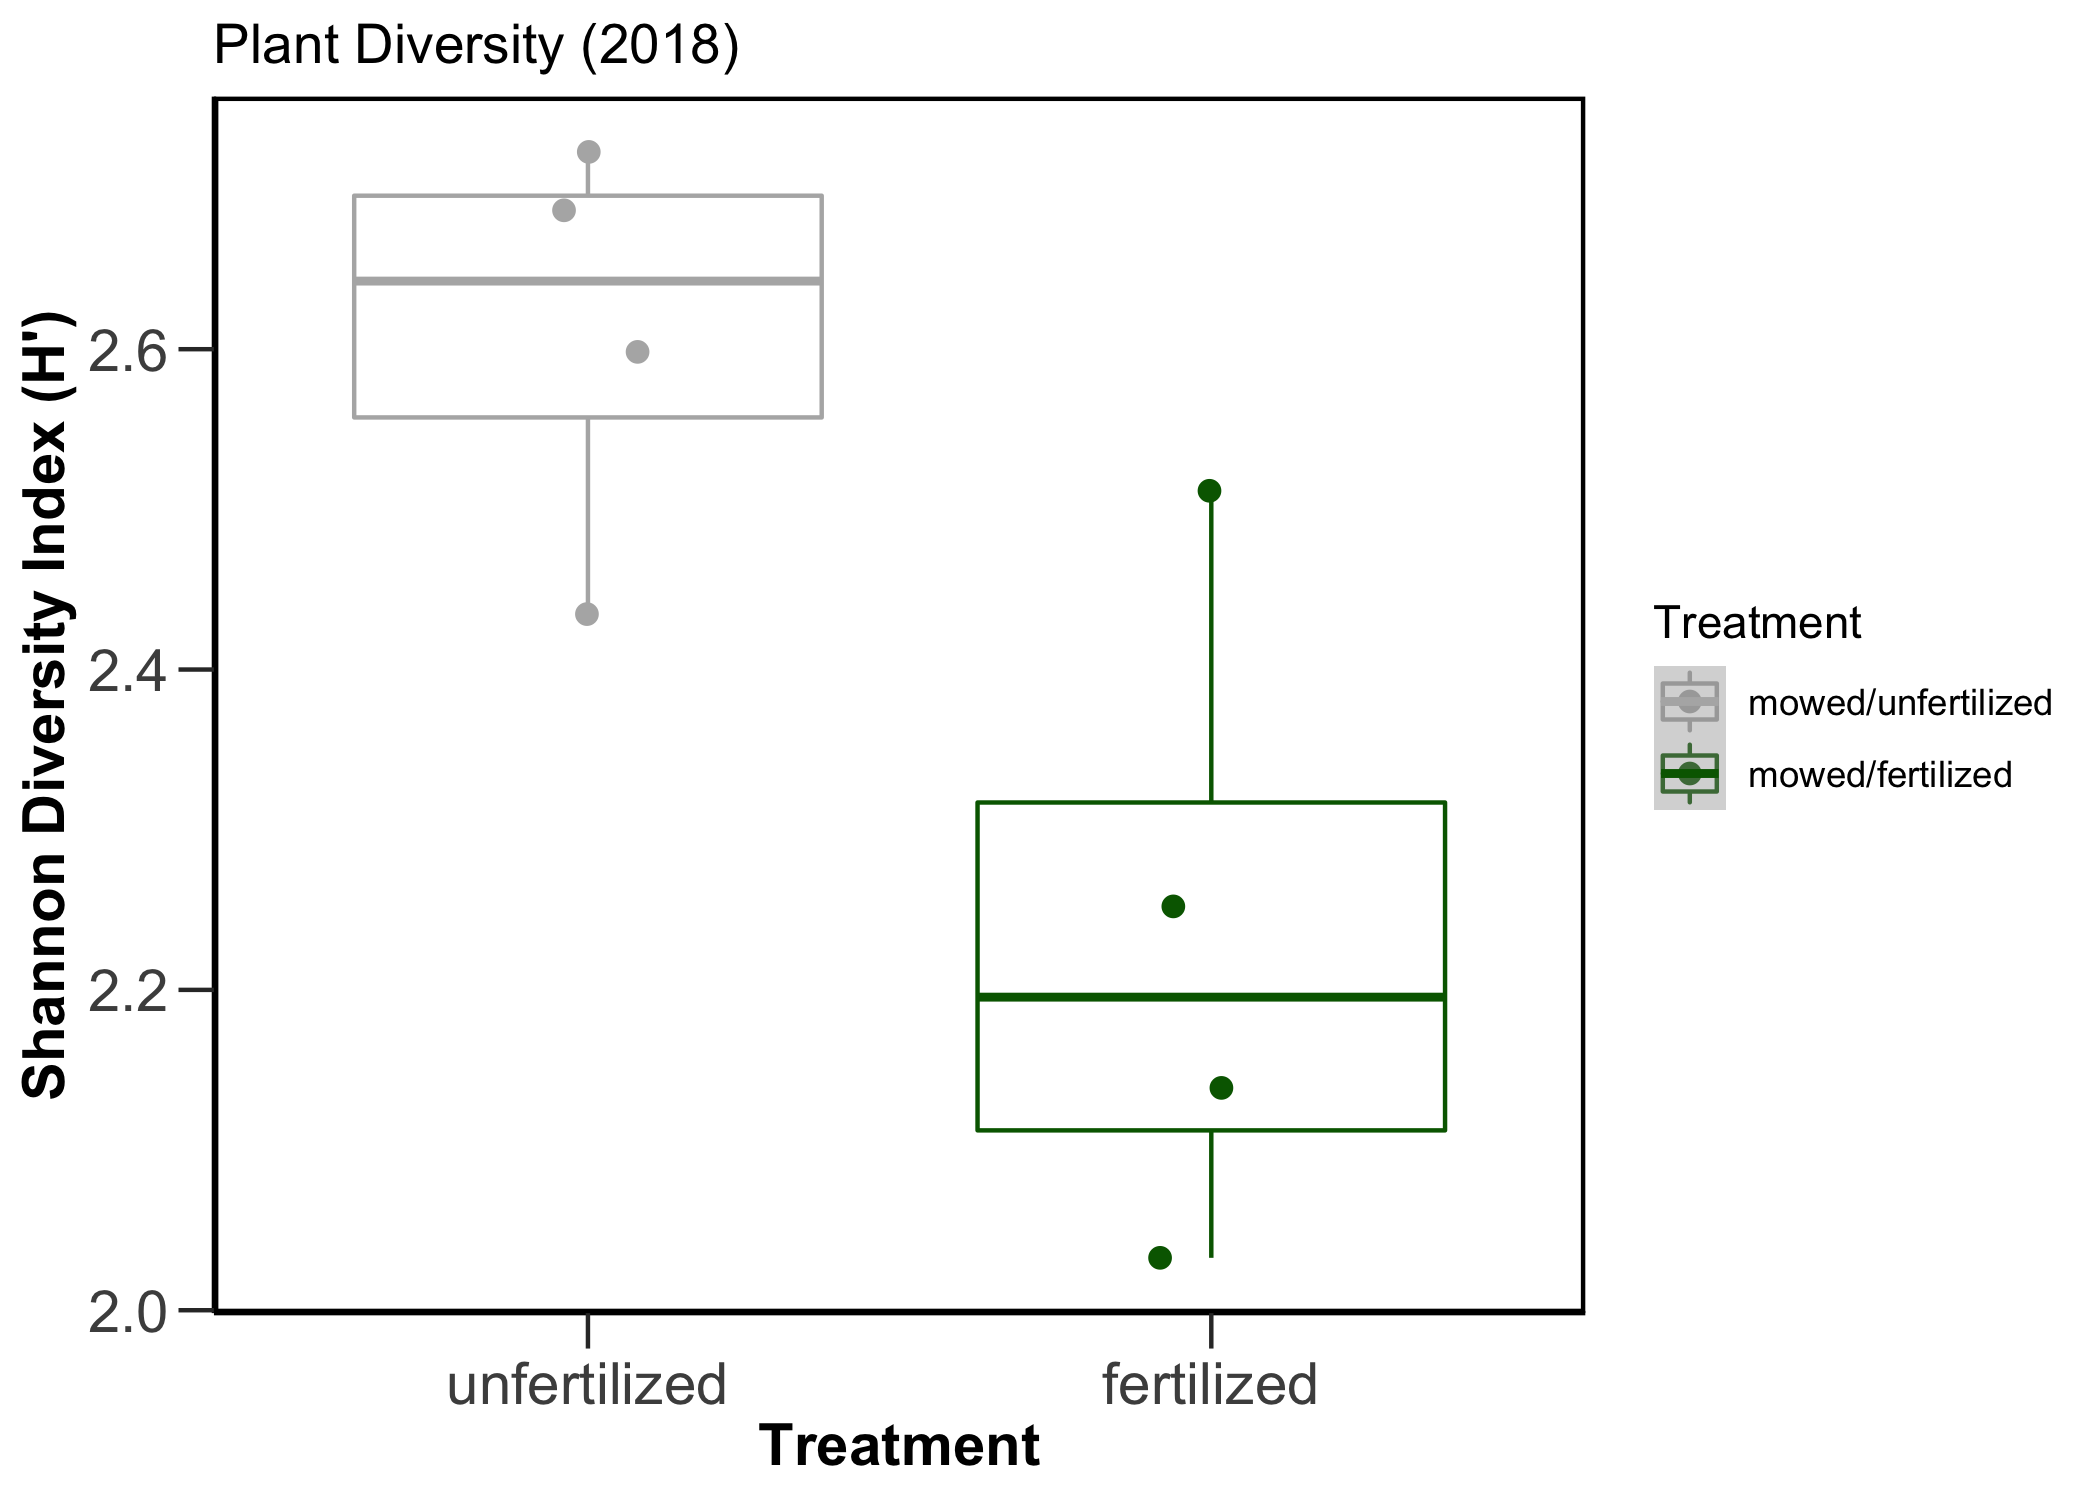 Plant Diversity (2018)
Shannon Diversity Index (H')
2.6
2.4
2.2
2.0
unfertilized
fertilized
Treatment
Treatment
mowed/unfertilized
mowed/fertilized